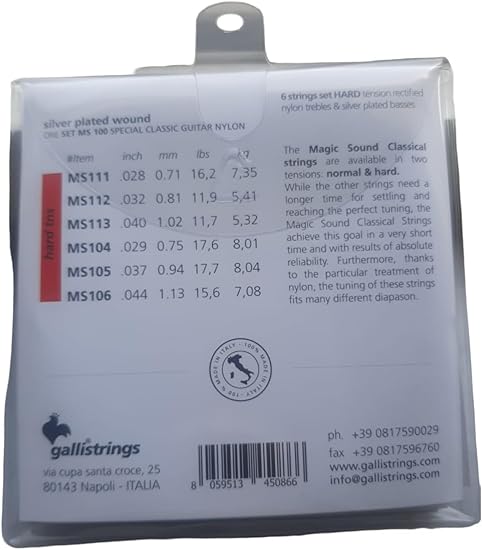 silver plated wound
ONE SET MS 100 SPECIAL CLASSIC GUITAR NYLON
#Item inch mm lbs kg
MS111 .028 0.71 16,2 7,35
MS112 .032 0.81 11,9 5,41
MS113 .040 1.02 11,7 5,32
MS104 .029 0.75 17,6 8,01
MS105 .037 0.94 17,7 8,04
MS106 .044 1.13 15,6 7,08
hard tns
6 strings set HARD tension rectified
nylon trebles & silver plated basses.
The Magic Sound Classical
strings are available in two
tensions: normal & hard.
While the other strings need a
longer time for settling and
reaching the perfect tuning, the
Magic Sound Classical Strings
achieve this goal in a very short
time and with results of absolute
reliability. Furthermore, thanks
to the particular treatment of
nylon, the tuning of these strings
fits many different diapason.
100% MADE IN ITALY - 100% MADE IN ITALY -
gallistrings
via cupa santa croce, 25
80143 Napoli - ITALIA
8 059513 450866
ph. +39 0817590029
fax +39 0817596760
www.gallistrings.com
info@gallistrings.com